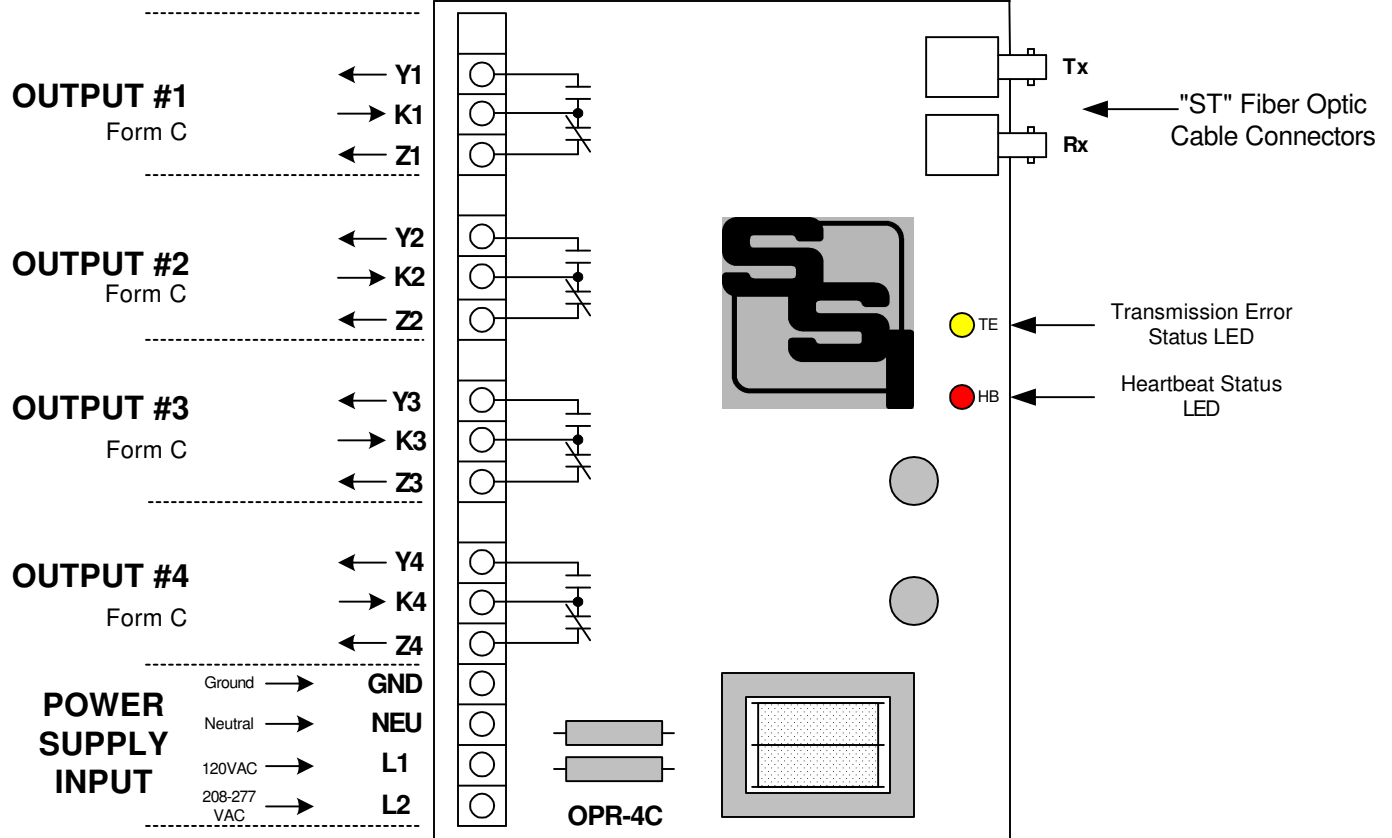 OUTPUT #1
Form C
Y1
K1
Z1
OUTPUT #2
Form C
Y2
K2
Z2
OUTPUT #3
Form C
Y3
K3
Z3
OUTPUT #4
Form C
Y4
K4
Z4
POWER
SUPPLY
INPUT
Ground
GND
Neutral
NEU
120VAC
L1
208-277
VAC
L2
OPR-4C
SSI
Tx
Rx
"ST" Fiber Optic
Cable Connectors
TE
Transmission Error
Status LED
HB
Heartbeat Status
LED